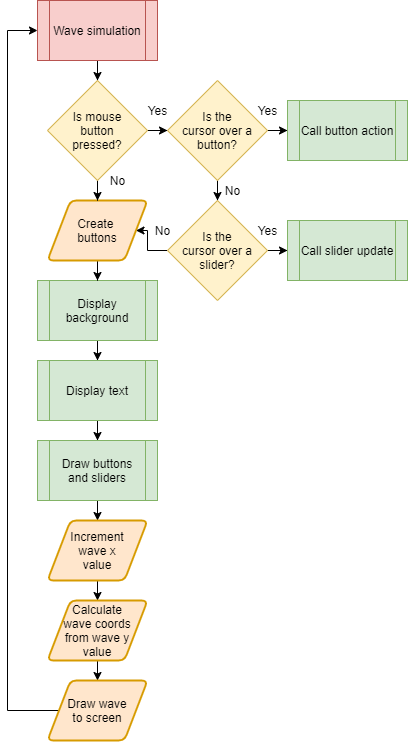 Wave simulation
Yes
Yes
Is mouse
button
pressed?
Is the
cursor over a
button?
Call button action
No
No
Create
buttons
No
Is the
cursor over a
slider?
Yes
Call slider update
Display
background
Display text
Draw buttons
and sliders
Increment
wave x
value
Calculate
wave coords
from wave y
value
Draw wave
to screen